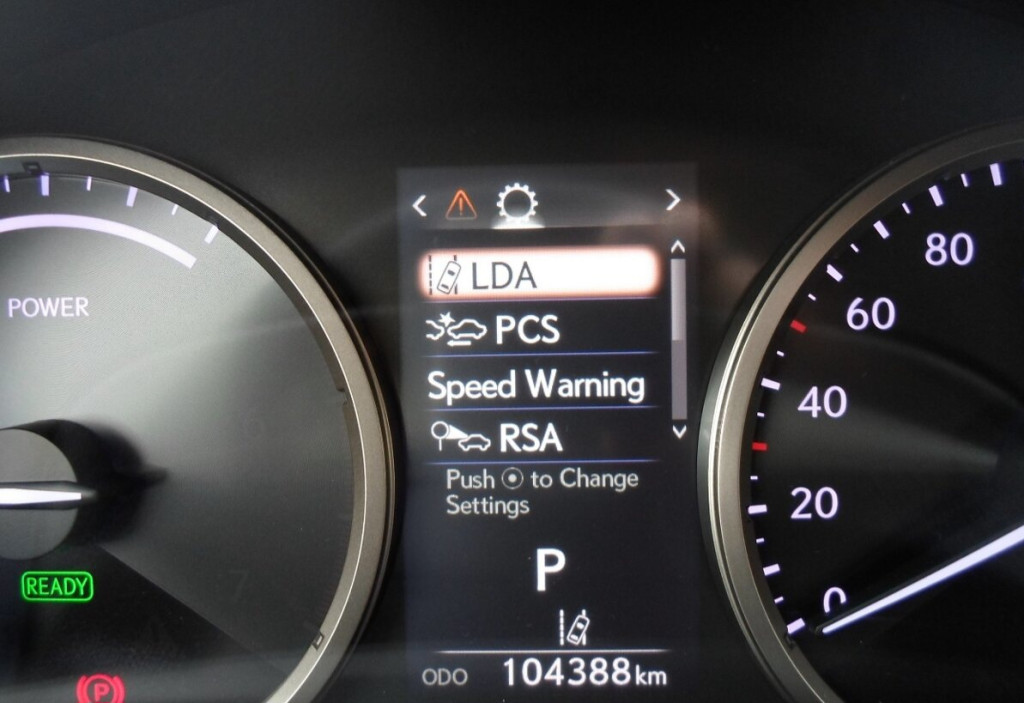 LDA
PCS
Speed Warning
RSA
Push to Change
Settings
P
ODO 104388km
POWER
READY
P
80
60
40
20
0